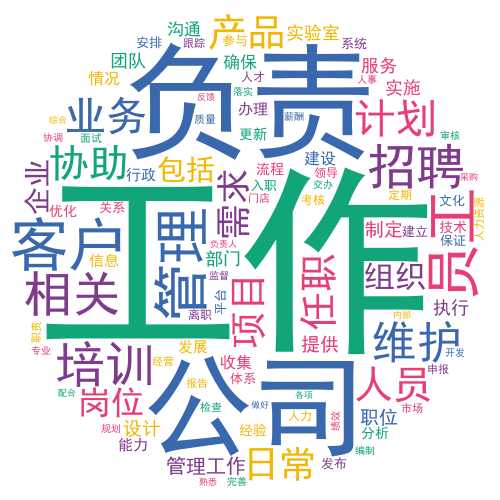 沟通
产品
实验室
安排
跟踪
参与
系统
团队
负责
确保
人才
服务
情况
人事
实施
反馈
落实
办理
业务
计划
综合
质量
薪酬
协调
面试
更新
审核
协助
包括
流程
建设
招聘
企业
行政
需求
入职
领导
采购
门店
交办
定期
优化
关系
考核
文化
人力资源
工作
客户
管理
负责人
制定
技术
建立
员工
信息
部门
保证
监督
任职
组织
相关
项目
平台
离职
执行
内部
职责
提供
维护
专业
发展
开发
培训
经营
收集
申报
体系
人员
报告
公司
配合
各项
岗位
检查
做好
市场
人力
绩效
职位
规划
设计
经验
分析
能力
编制
管理工作
日常
发布
熟悉
完善